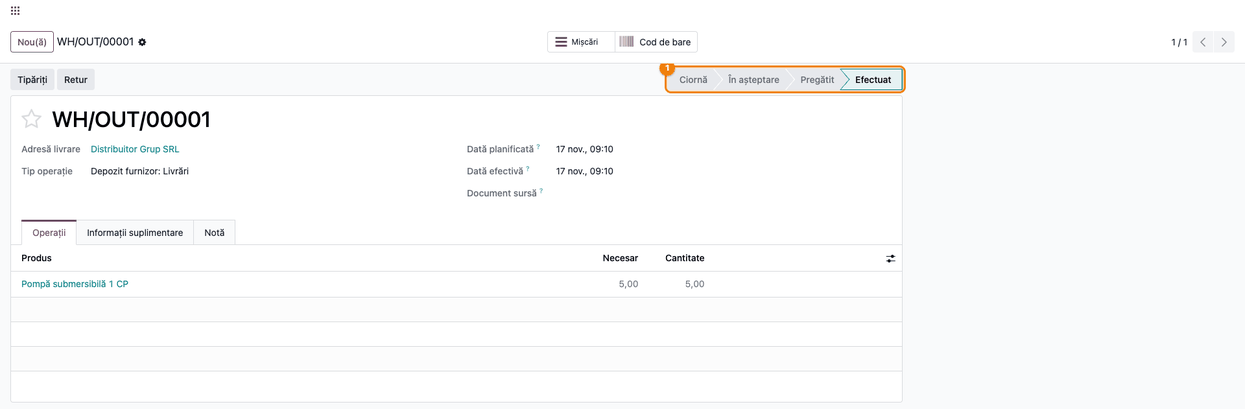 Nou(ă) WH/OUT/00001 Mișcări Cod de bare 1 / 1
Tipăriți Retur 1 Ciornă În așteptare Pregătit Efectuat
WH/OUT/00001
Adresă livrare Distribuitor Grup SRL Dată planificată ? 17 nov., 09:10
Tip operație Depozit furnizor: Livrări Dată efectivă ? 17 nov., 09:10
Document sursă ?
Operații Informații suplimentare Notă
Produs Necesar Cantitate
Pompă submersibilă 1 CP 5,00 5,00